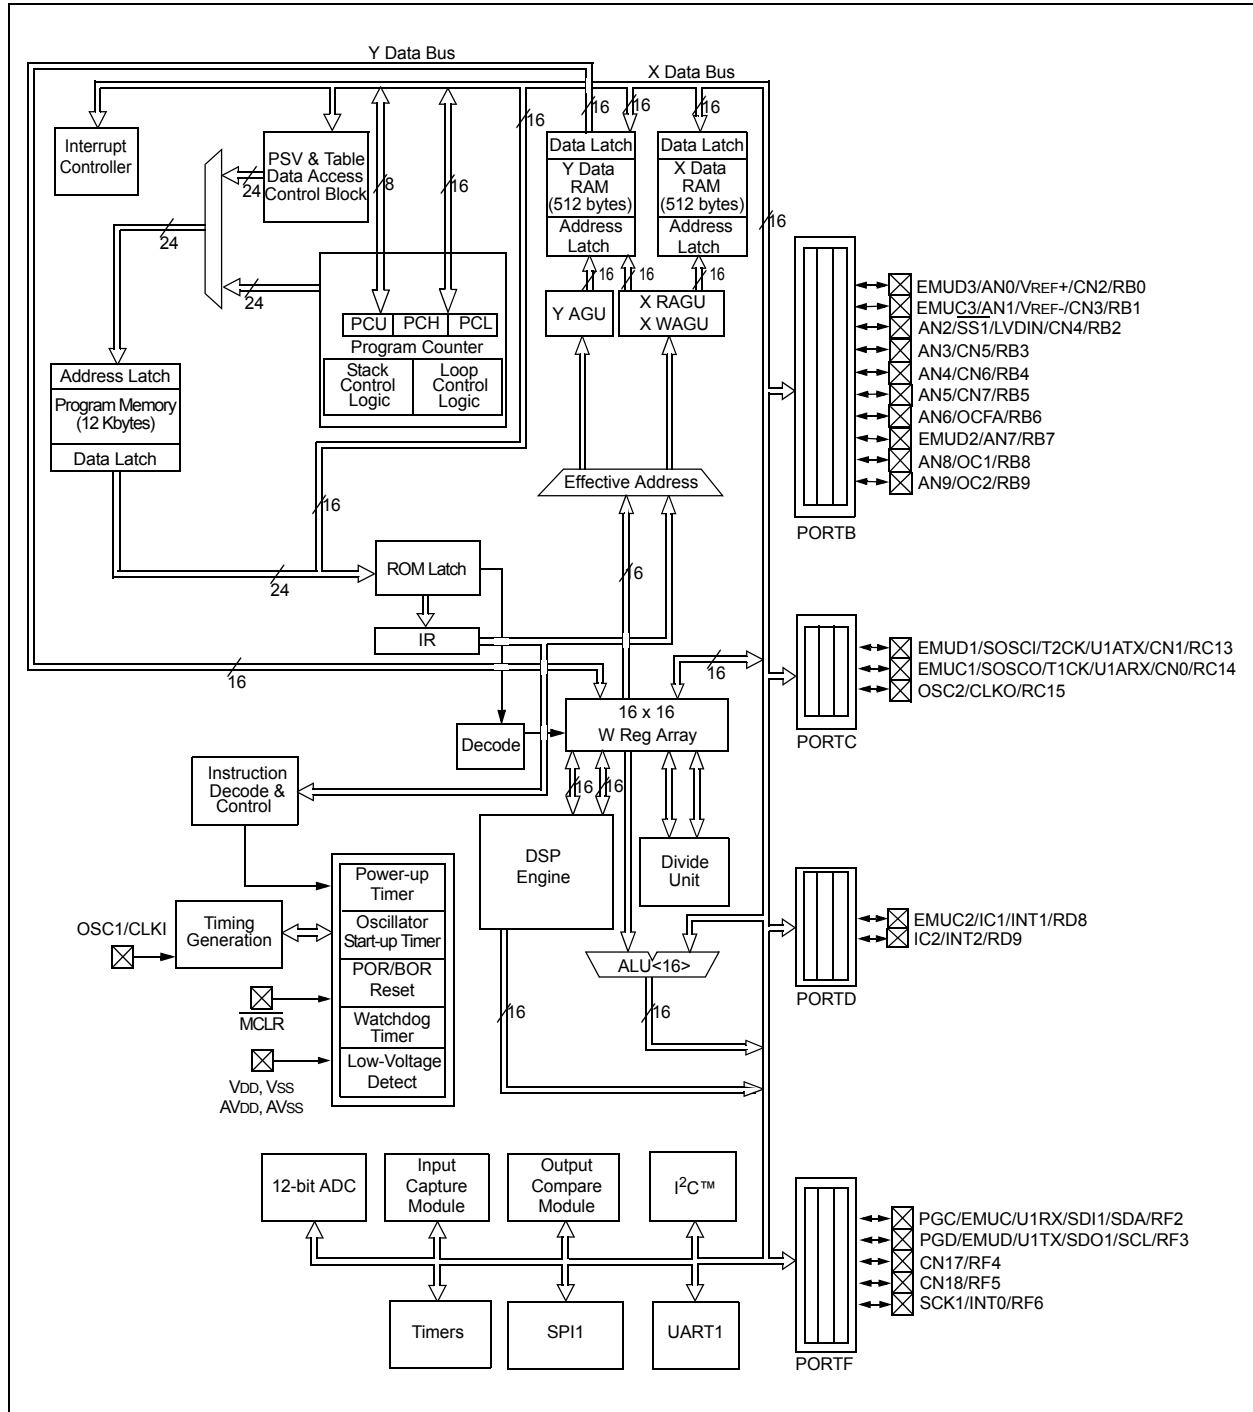 Y Data Bus
X Data Bus
16
16
16
16
Interrupt
Controller
PSV & Table
Data Access
Control Block
24
8
16
24
24
Data Latch
Y Data
RAM
(512 bytes)
Address
Latch
Data Latch
X Data
RAM
(512 bytes)
Address
Latch
16
16
16
16
Y AGU
X RAGU
X WAGU
PCU
PCH
PCL
Program Counter
Stack
Control
Logic
Loop
Control
Logic
Address Latch
Program Memory
(12 Kbytes)
Data Latch
16
24
Effective Address
16
ROM Latch
IR
16
16
16 x 16
W Reg Array
Decode
Instruction
Decode &
Control
16
16
DSP
Engine
Divide
Unit
Power-up
Timer
Oscillator
Start-up Timer
POR/BOR
Reset
Watchdog
Timer
Low-Voltage
Detect
OSC1/CLKI
Timing
Generation
MCLR
VDD, VSS
AVDD, AVSS
ALU<16>
16
16
12-bit ADC
Input
Capture
Module
Output
Compare
Module
I2C™
Timers
SPI1
UART1
EMUD3/AN0/VREF+/CN2/RB0
EMUC3/AN1/VREF-/CN3/RB1
AN2/SS1/LVDIN/CN4/RB2
AN3/CN5/RB3
AN4/CN6/RB4
AN5/CN7/RB5
AN6/OCFA/RB6
EMUD2/AN7/RB7
AN8/OC1/RB8
AN9/OC2/RB9
PORTB
EMUD1/SOSCI/T2CK/U1ATX/CN1/RC13
EMUC1/SOSCO/T1CK/U1ARX/CN0/RC14
OSC2/CLKO/RC15
PORTC
EMUC2/IC1/INT1/RD8
IC2/INT2/RD9
PORTD
PGC/EMUC/U1RX/SDI1/SDA/RF2
PGD/EMUD/U1TX/SDO1/SCL/RF3
CN17/RF4
CN18/RF5
SCK1/INT0/RF6
PORTF